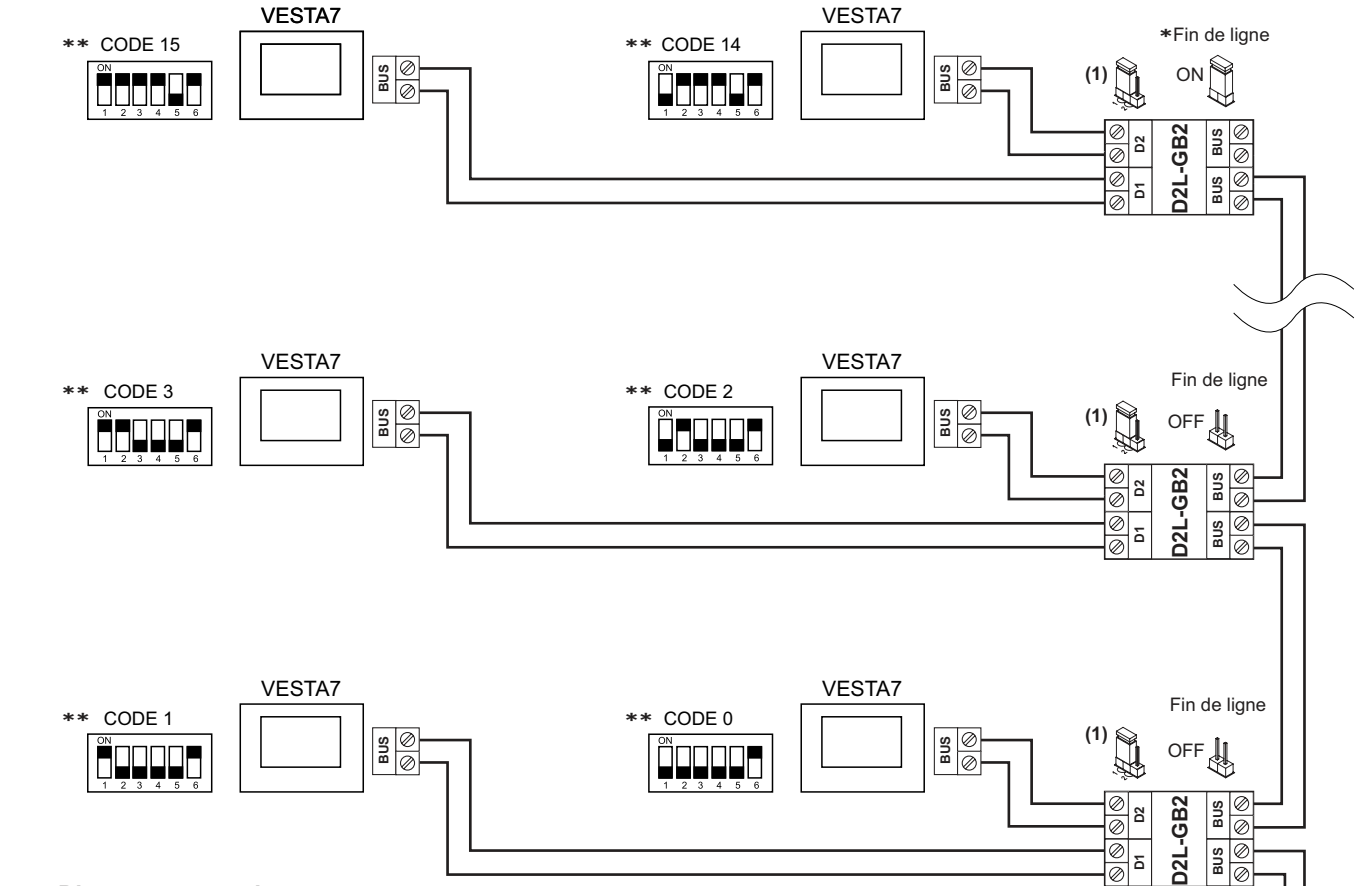 VESTA7
VESTA7
** CODE 15
** CODE 14
*Fin de ligne
ON
1 2 3 4 5 6
BUS
ON
1 2 3 4 5 6
BUS
(1)
ON
D2
D1
D2L-GB2
BUS
BUS
VESTA7
VESTA7
** CODE 3
** CODE 2
Fin de ligne
ON
1 2 3 4 5 6
BUS
ON
1 2 3 4 5 6
BUS
(1)
OFF
D2
D1
D2L-GB2
BUS
BUS
VESTA7
VESTA7
** CODE 1
** CODE 0
Fin de ligne
ON
1 2 3 4 5 6
BUS
ON
1 2 3 4 5 6
BUS
(1)
OFF
D2
D1
D2L-GB2
BUS
BUS